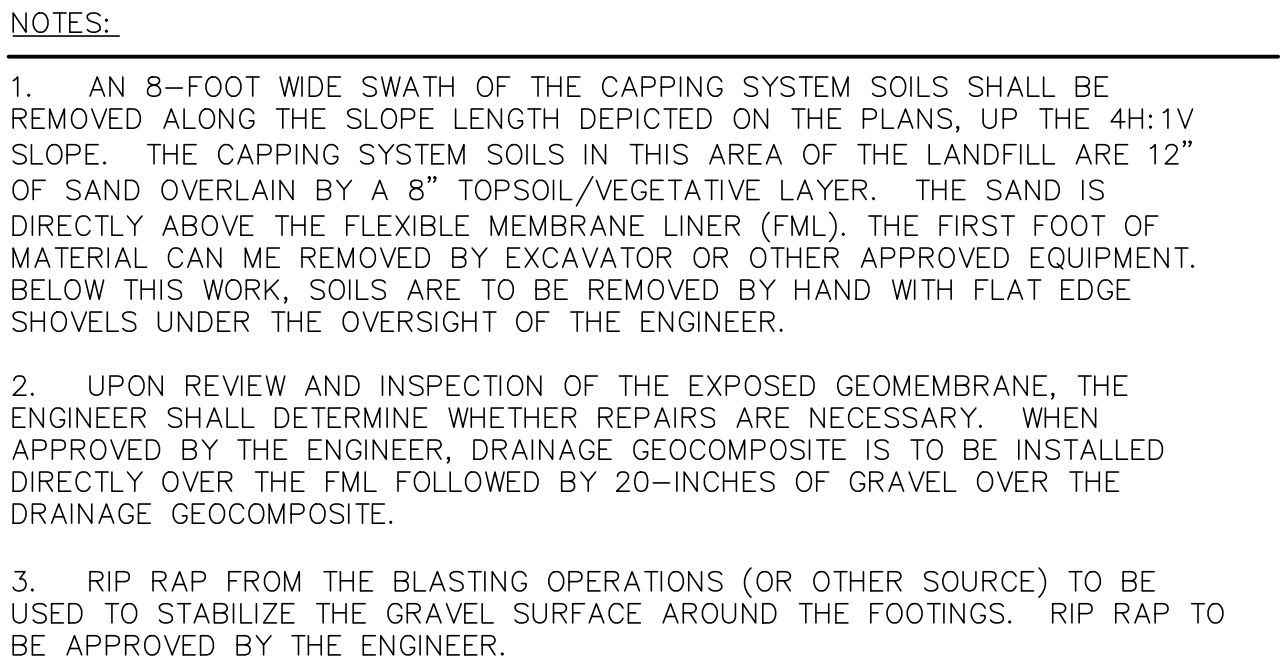 NOTES:
1. AN 8-FOOT WIDE SWATH OF THE CAPPING SYSTEM SOILS SHALL BE
REMOVED ALONG THE SLOPE LENGTH DEPICTED ON THE PLANS, UP THE 4H:1V
SLOPE. THE CAPPING SYSTEM SOILS IN THIS AREA OF THE LANDFILL ARE 12”
OF SAND OVERLAIN BY A 8” TOPSOIL/VEGETATIVE LAYER. THE SAND IS
DIRECTLY ABOVE THE FLEXIBLE MEMBRANE LINER (FML). THE FIRST FOOT OF
MATERIAL CAN ME REMOVED BY EXCAVATOR OR OTHER APPROVED EQUIPMENT.
BELOW THIS WORK, SOILS ARE TO BE REMOVED BY HAND WITH FLAT EDGE
SHOVELS UNDER THE OVERSIGHT OF THE ENGINEER.
2. UPON REVIEW AND INSPECTION OF THE EXPOSED GEOMEMBRANE, THE
ENGINEER SHALL DETERMINE WHETHER REPAIRS ARE NECESSARY. WHEN
APPROVED BY THE ENGINEER, DRAINAGE GEOCOMPOSITE IS TO BE INSTALLED
DIRECTLY OVER THE FML FOLLOWED BY 20-INCHES OF GRAVEL OVER THE
DRAINAGE GEOCOMPOSITE.
3. RIP RAP FROM THE BLASTING OPERATIONS (OR OTHER SOURCE) TO BE
USED TO STABILIZE THE GRAVEL SURFACE AROUND THE FOOTINGS. RIP RAP TO
BE APPROVED BY THE ENGINEER.